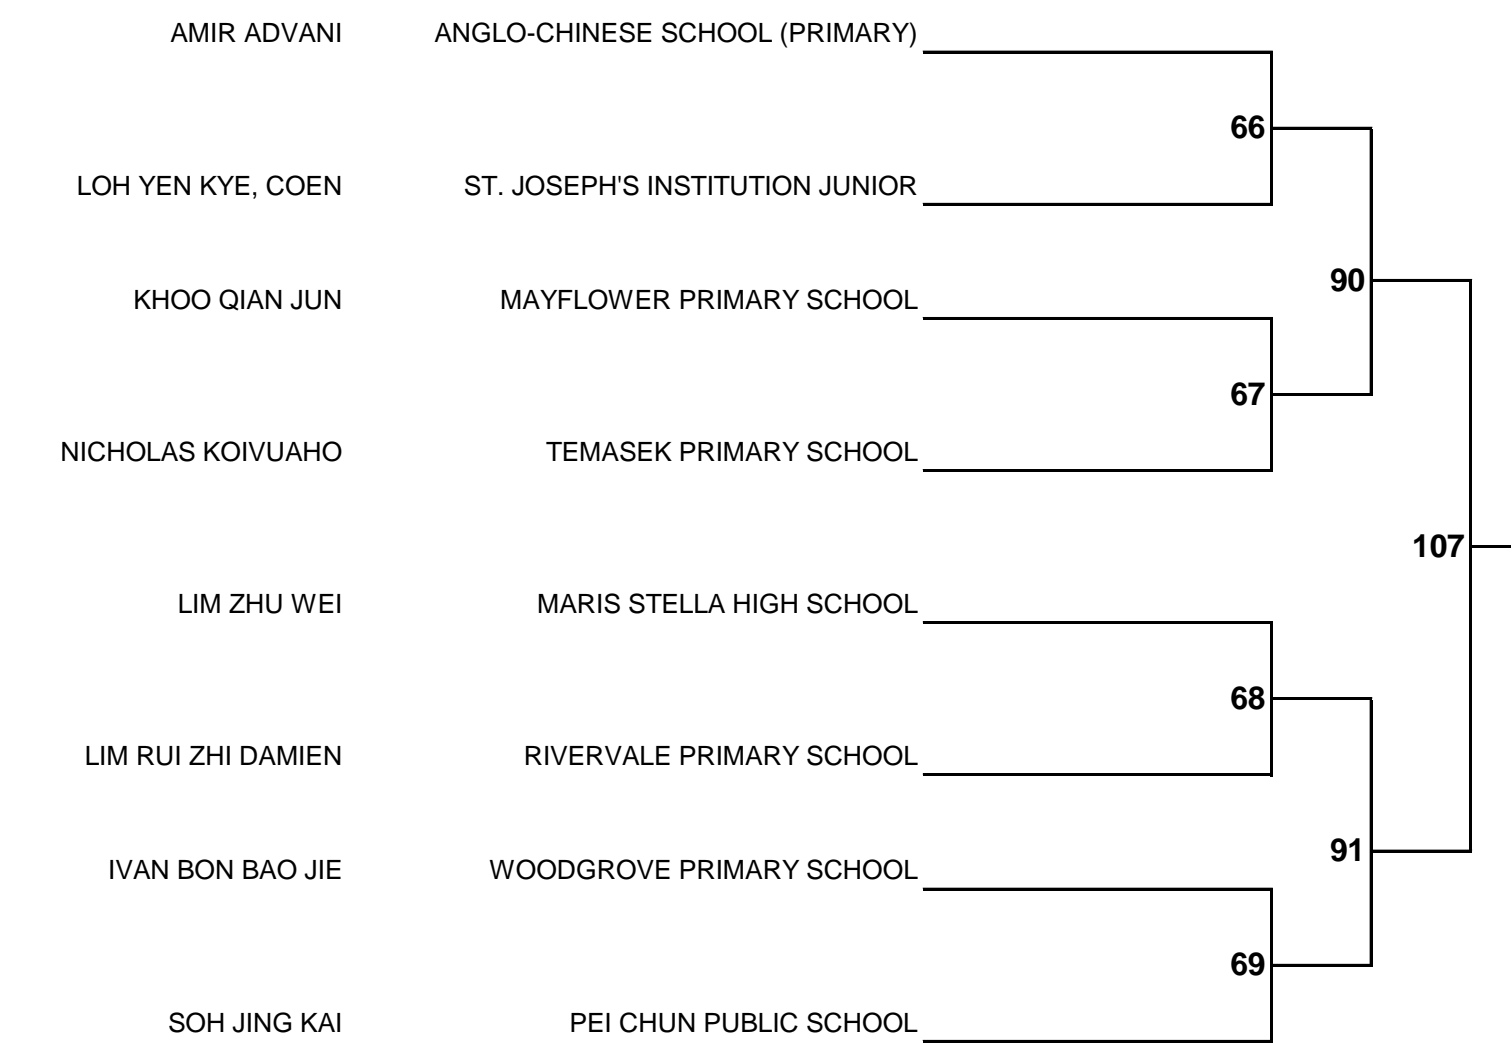 AMIR ADVANI ANGLO-CHINESE SCHOOL (PRIMARY)
66
LOH YEN KYE, COEN ST. JOSEPH'S INSTITUTION JUNIOR
90
KHOO QIAN JUN MAYFLOWER PRIMARY SCHOOL
67
NICHOLAS KOIVUAHO TEMASEK PRIMARY SCHOOL
107
LIM ZHU WEI MARIS STELLA HIGH SCHOOL
68
LIM RUI ZHI DAMIEN RIVERVALE PRIMARY SCHOOL
91
IVAN BON BAO JIE WOODGROVE PRIMARY SCHOOL
69
SOH JING KAI PEI CHUN PUBLIC SCHOOL